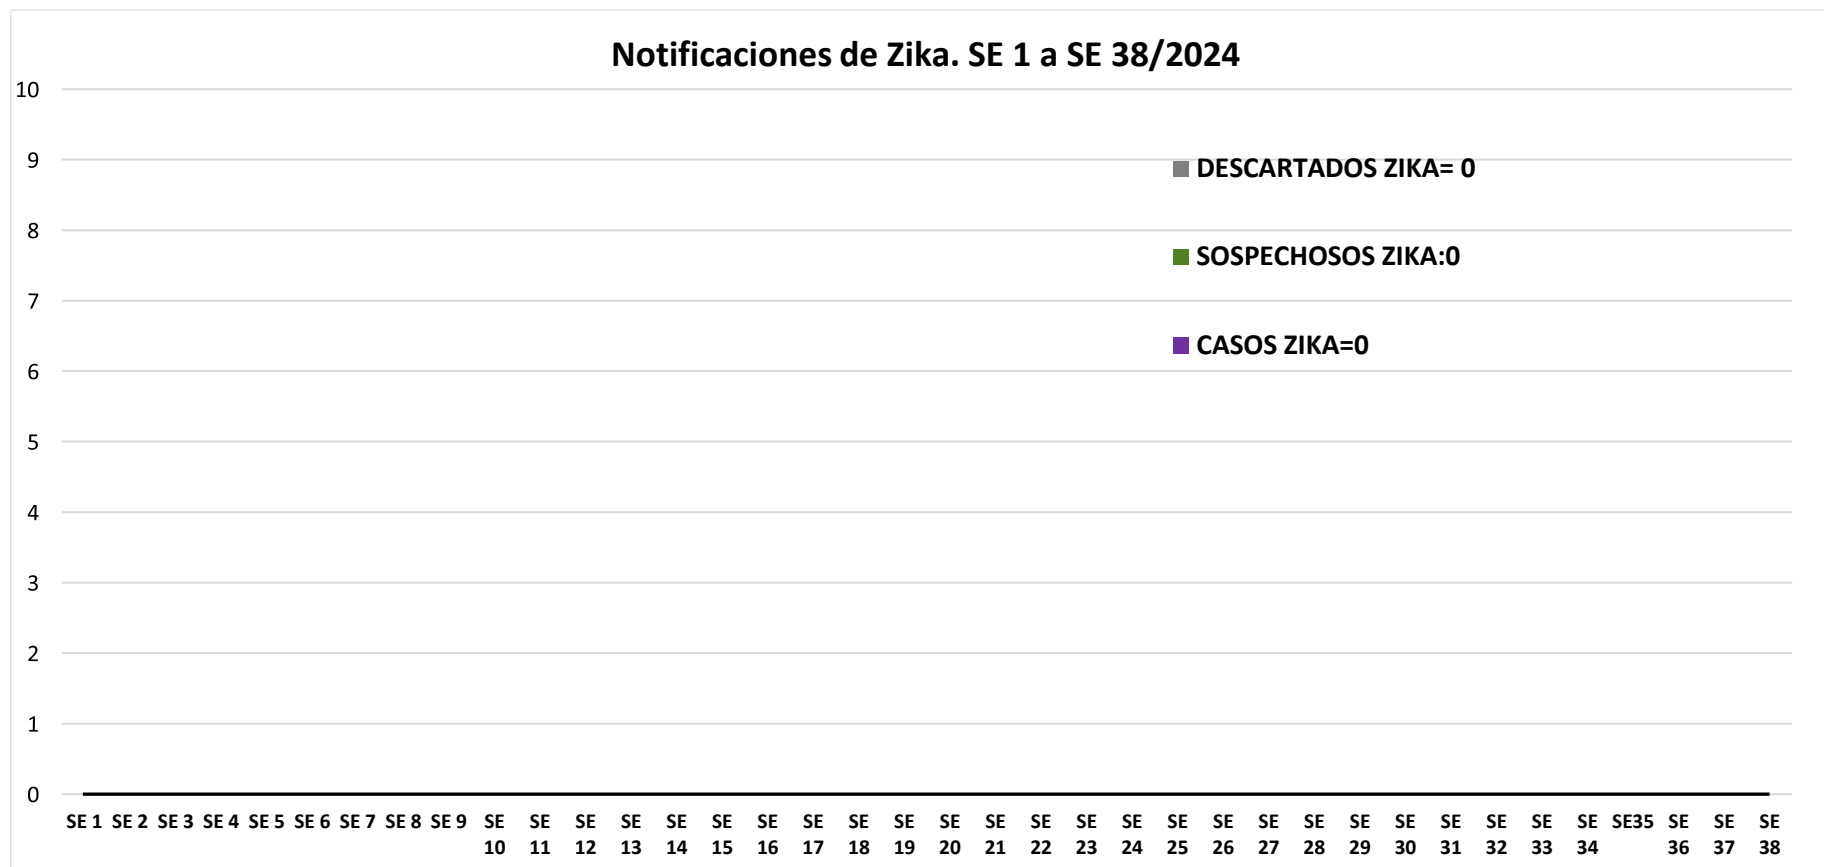 Notificaciones de Zika. SE 1 a SE 38/2024
10
9
8
7
6
5
4
3
2
1
0
DESCARTADOS ZIKA= 0
SOSPECHOSOS ZIKA:0
CASOS ZIKA=0
SE 1 SE 2 SE 3 SE 4 SE 5 SE 6 SE 7 SE 8 SE 9 SE SE SE SE SE SE SE SE SE SE SE SE SE SE SE SE SE SE SE SE SE SE SE SE SE SE35 SE SE SE
10 11 12 13 14 15 16 17 18 19 20 21 22 23 24 25 26 27 28 29 30 31 32 33 34 36 37 38